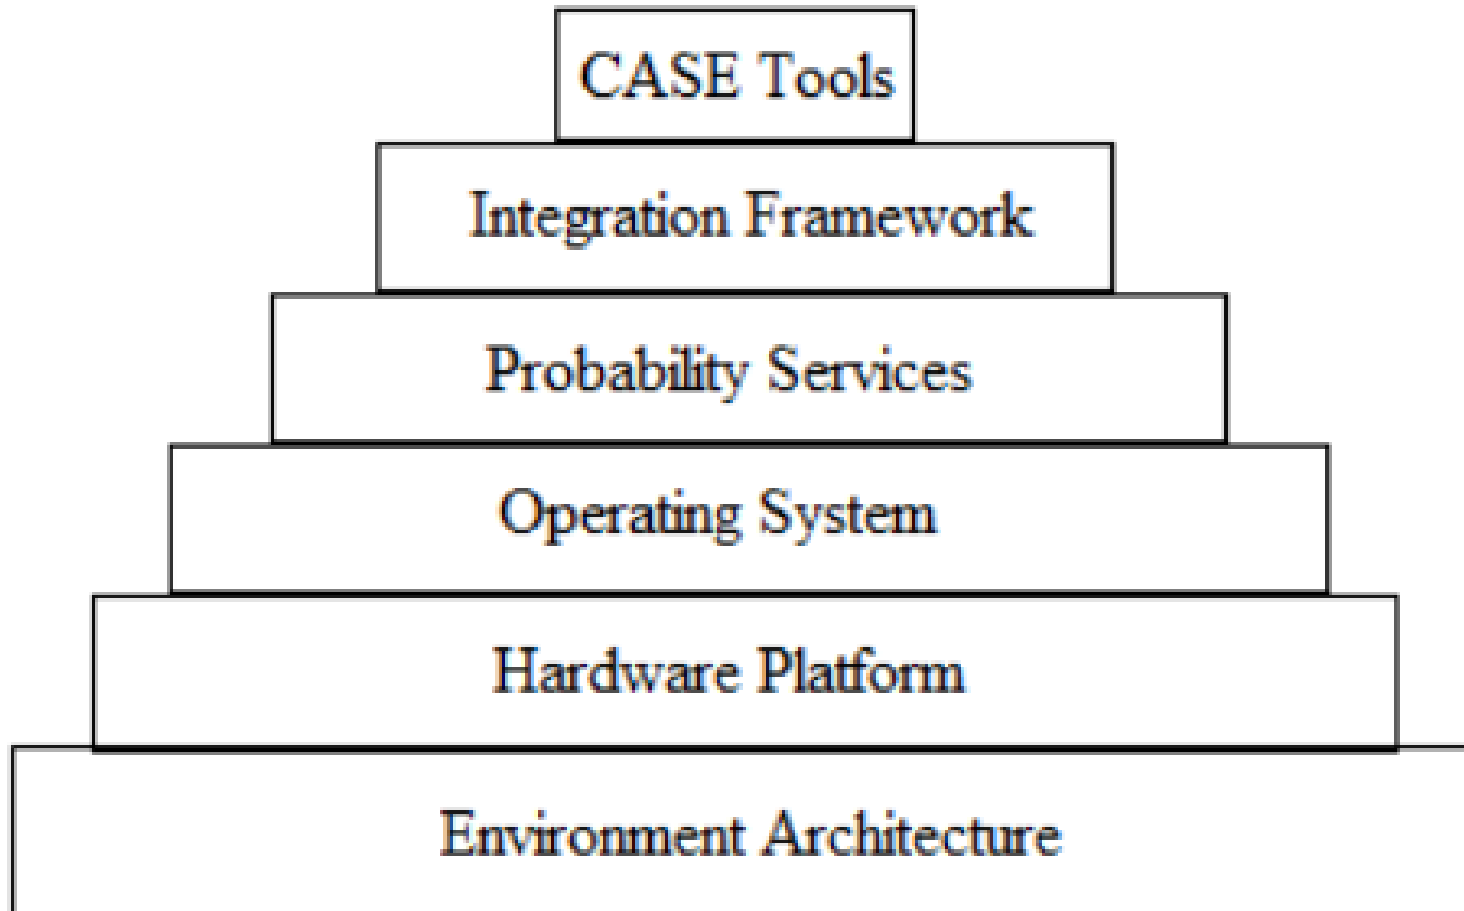 CASE Tools
Integration Framework
Probability Services
Operating System
Hardware Platform
Environment Architecture